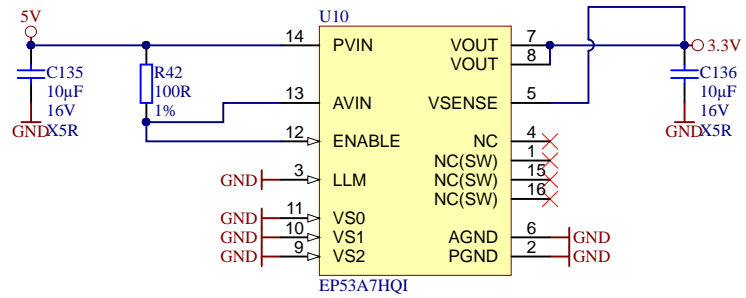 U10
5V
14 PVIN VOUT 7
VOUT 8
3.3V
C135
10µF
16V
X5R
GND
R42
100R
1%
13 AVIN VSENSE 5
C136
10µF
16V
X5R
GND
12 ENABLE NC 4
NC(SW) 1
GND 3 LLM NC(SW) 15
NC(SW) 16
GND 11 VS0
GND 10 VS1 AGND 6 GND
GND 9 VS2 PGND 2 GND
EP53A7HQI